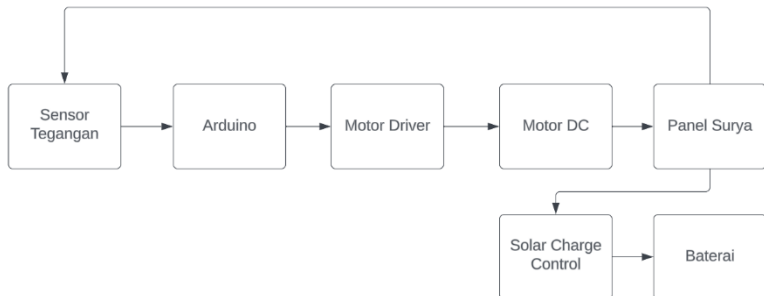 Sensor
Tegangan
Arduino
Motor Driver
Motor DC
Panel Surya
Solar Charge
Control
Baterai